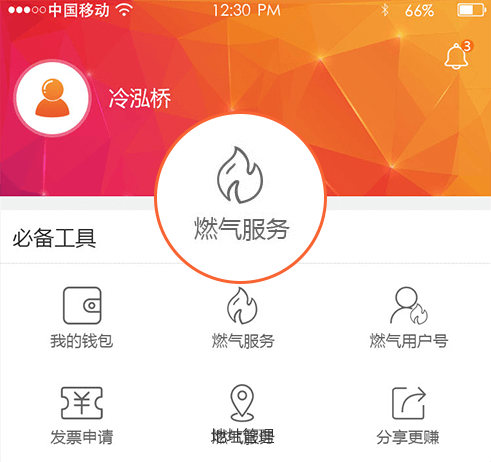 中国移动 12:30 PM 66%
3
冷泓桥
燃气服务
必备工具
我的钱包 燃气服务 燃气用户号
发票申请 地址管理 分享更赚